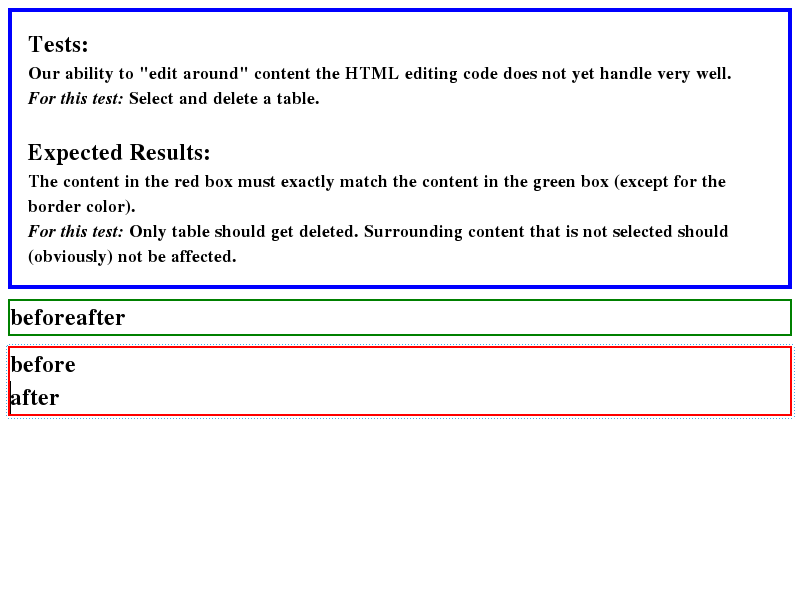 Tests:
Our ability to "edit around" content the HTML editing code does not yet handle very well.
For this test: Select and delete a table.
Expected Results:
The content in the red box must exactly match the content in the green box (except for the
border color).
For this test: Only table should get deleted. Surrounding content that is not selected should
(obviously) not be affected.
beforeafter
before
after